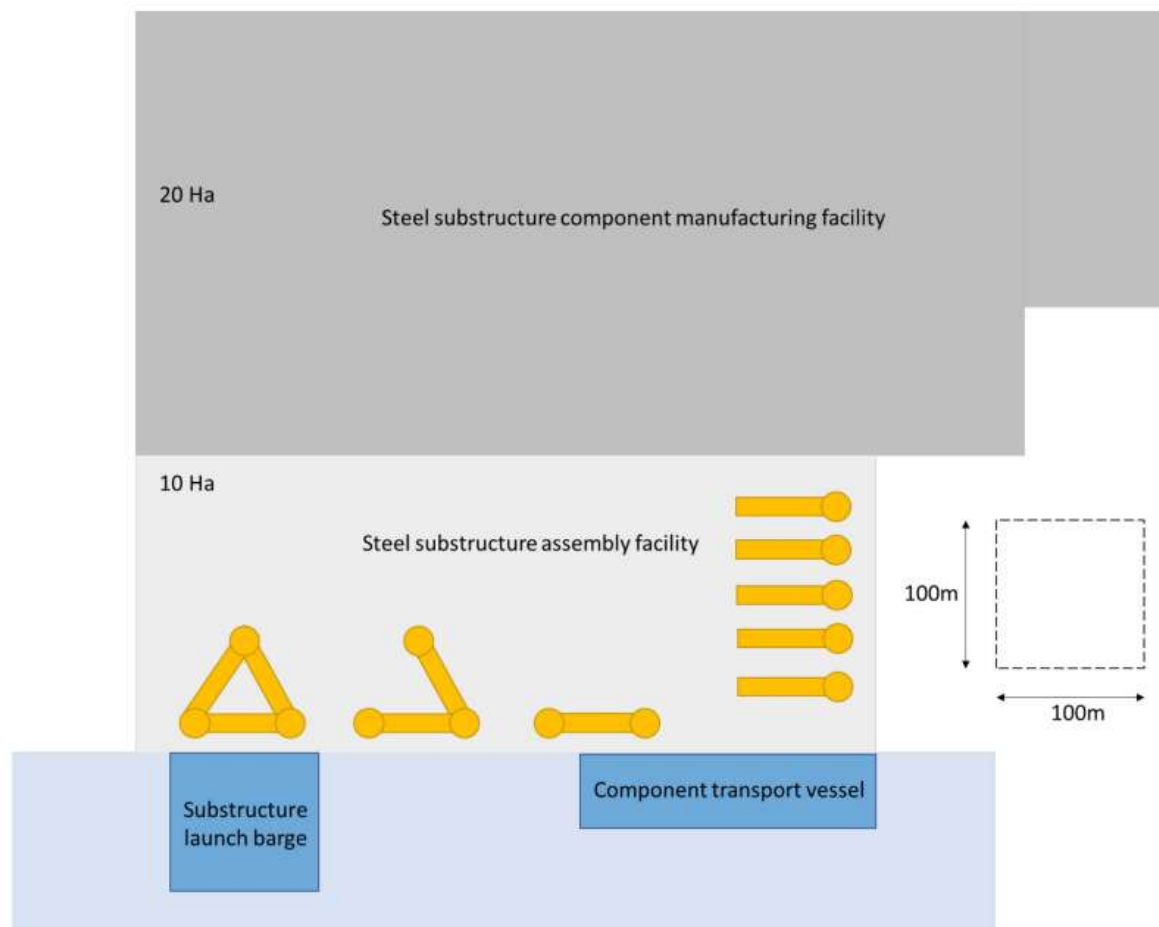 20 Ha
Steel substructure component manufacturing facility
10 Ha
Steel substructure assembly facility
100m
100m
Substructure
launch barge
Component transport vessel